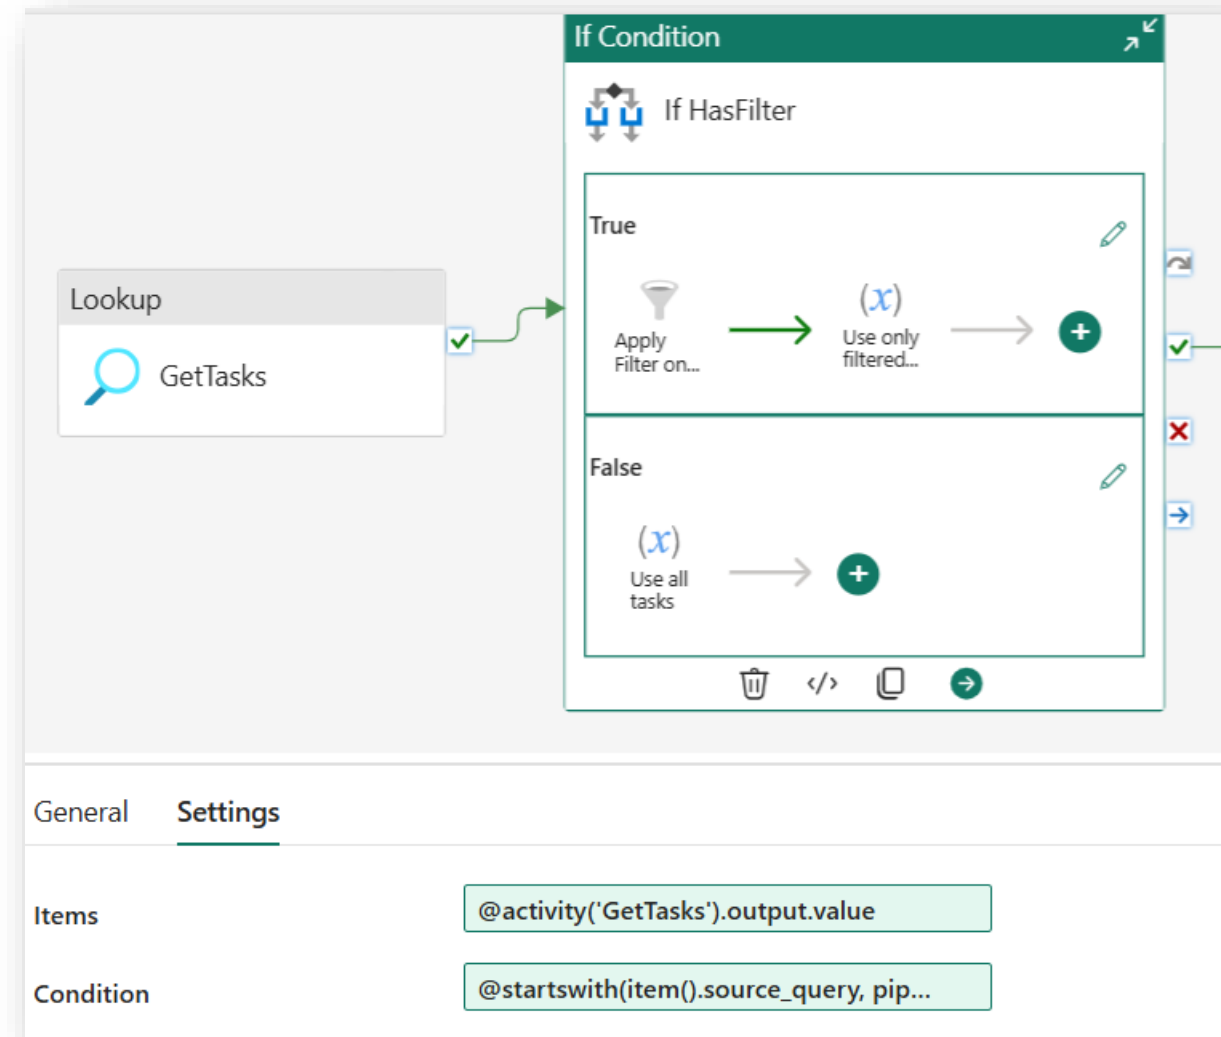 If Condition
If HasFilter
True
Apply
Filter on...
(x)
Use only
filtered...
Lookup
GetTasks
False
(x)
Use all
tasks
</>
General
Settings
Items
@activity('GetTasks').output.value
Condition
@startswith(item().source_query, pip...